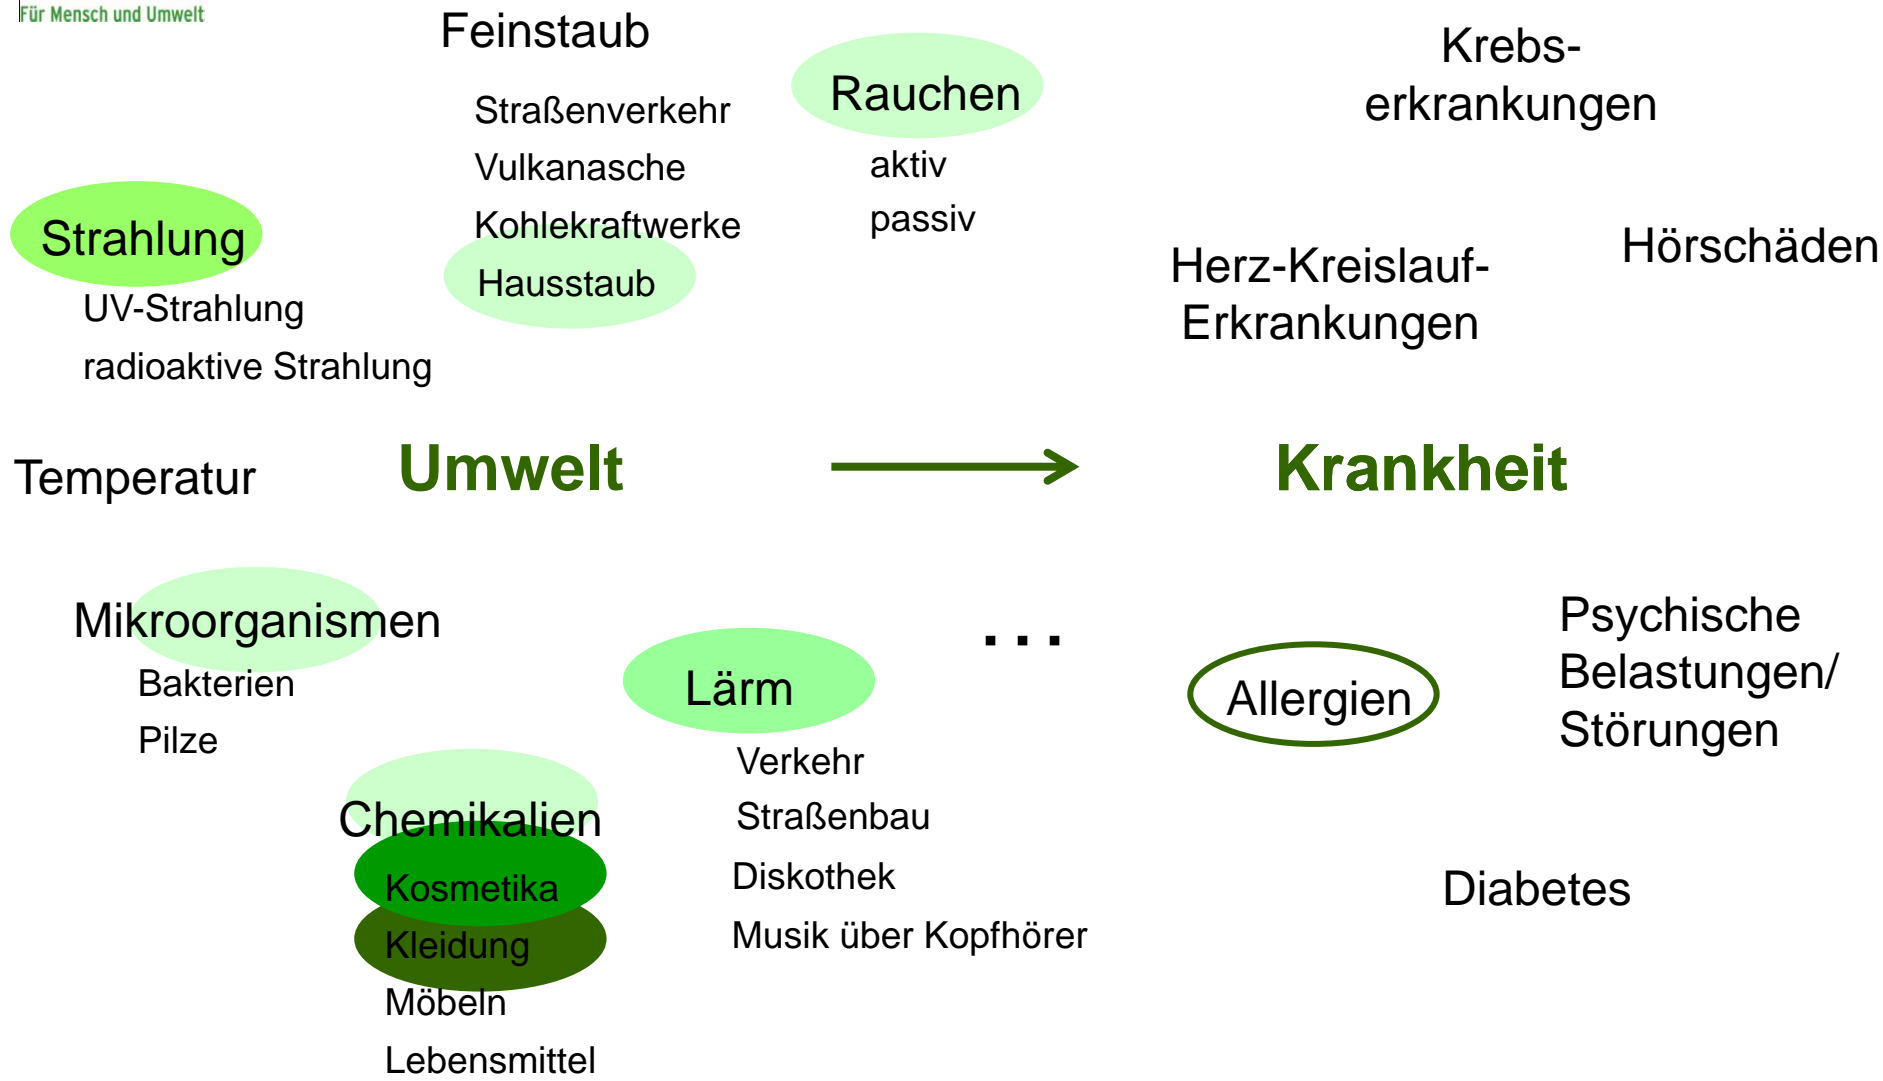 Für Mensch und Umwelt
Feinstaub
Straßenverkehr
Vulkanasche
Kohlekraftwerke
Hausstaub
Rauchen
aktiv
passiv
Strahlung
UV-Strahlung
radioaktive Strahlung
Temperatur
Umwelt
Mikroorganismen
Bakterien
Pilze
Chemikalien
Kosmetika
Kleidung
Möbeln
Lebensmittel
Lärm
Verkehr
Straßenbau
Diskothek
Musik über Kopfhörer
...
Krebs-
erkrankungen
Herz-Kreislauf-
Erkrankungen
Hörschäden
Krankheit
Allergien
Psychische
Belastungen/
Störungen
Diabetes